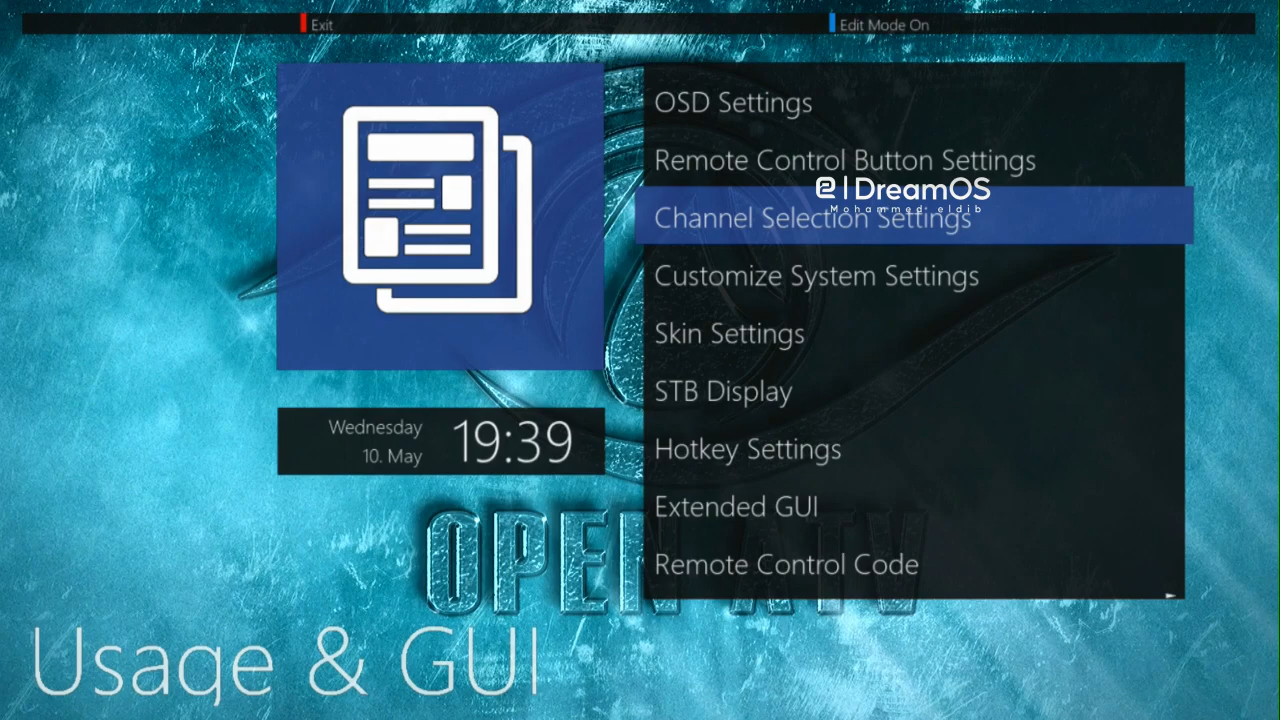 Exit
Edit Mode On
OSD Settings
Remote Control Button Settings
DreamOS
Mohammed eldib
Channel Selection Settings
Customize System Settings
Skin Settings
STB Display
Wednesday
10. May
19:39
Hotkey Settings
Extended GUI
Remote Control Code
OPEN ATV
Usage & GUI